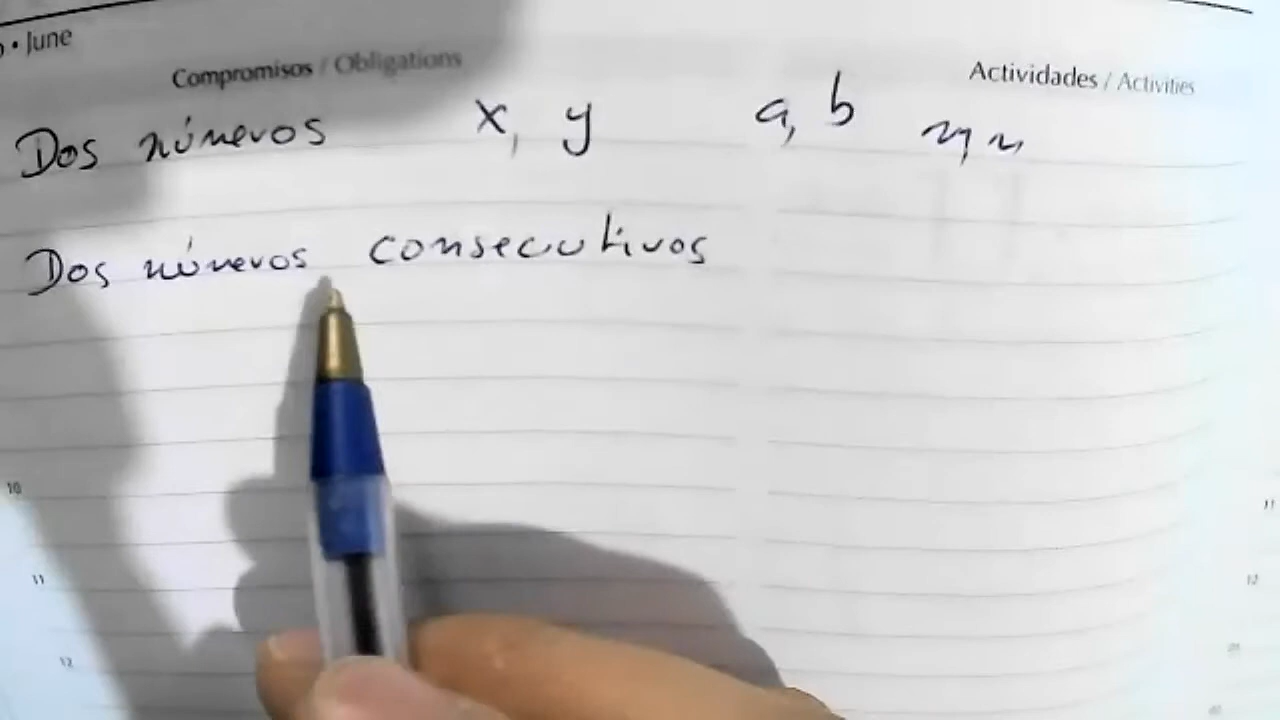 • June
Compromisos / Obligations
Actividades / Activities
Dos números x, y a, b m, n
Dos números consecutivos
10
11
12
11
12